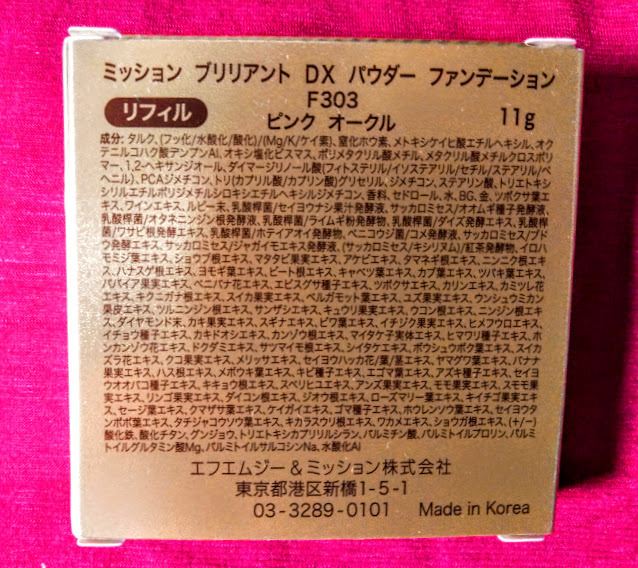 ミッション ブリリアント DX パウダー ファンデーション
リフィル
F303
ピンク オークル
11g
成分: タルク、(フッ化/水酸化/酸化)/(Mg/K/ケイ素)、窒化ホウ素、メトキシケイヒ酸エチルヘキシル、オク
テニルコハク酸デンプンAl、オキシ塩化ビスマス、ポリメタクリル酸メチル、メタクリル酸メチルクロスポリ
マー、1,2-ヘキサンジオール、ダイマージリノール酸(フィトステリル/イソステアリル/セチル/ステアリル/ベ
ヘニル)、PCAジメチコン、トリ(カプリル酸/カプリン酸)グリセリル、ジメチコン、ステアリン酸、トリエトキ
シシリルエチルポリジメチルシロキシエチルヘキシルジメチコン、香料、セドロール、水、BG、金、ツボクサ葉エキ
ス、ワインエキス、ルビー末、乳酸桿菌/セイヨウナシ果汁発酵液、サッカロミセス/オオムギ種子発酵液、
乳酸桿菌/オタネニンジン根発酵液、乳酸桿菌/ライムギ粉発酵物、乳酸桿菌/ダイズ発酵エキス、乳酸桿
菌/ワサビ根発酵エキス、乳酸桿菌/ホテイアオイ発酵物、ベニコウジ菌/コメ発酵液、サッカロミセス/ブド
ウ発酵エキス、サッカロミセス/ジャガイモエキス発酵液、(サッカロミセス/キシリヌム)/紅茶発酵物、イロハ
モミジ葉エキス、ショウブ根エキス、マタタビ果実エキス、アケビエキス、タマネギ根エキス、ニンニク根エキ
ス、ハナスゲ根エキス、ヨモギ葉エキス、ビート根エキス、キャベツ葉エキス、カブ葉エキス、ツバキ葉エキス、
パパイア果実エキス、ベニバナ花エキス、エビスグサ種子エキス、ツボクサエキス、カリンエキス、カミツレ花
エキス、キクニガナ根エキス、スイカ果実エキス、ベルガモット葉エキス、ユズ果実エキス、ウンシュウミカン
果皮エキス、ツルニンジン根エキス、サンザシエキス、キュウリ果実エキス、ウコン根エキス、ニンジン根エキ
ス、ダイヤモンド末、カキ果実エキス、スギナエキス、ビワ葉エキス、イチジク果実エキス、ヒメフウロエキス、
イチョウ種子エキス、カキドオシエキス、カンゾウ根エキス、マイタケ子実体エキス、ヒマワリ種子エキス、ホ
ンカンゾウ花エキス、ドクダミエキス、サツマイモ根エキス、シイタケエキス、ボウシュウボク葉エキス、スイカ
ズラ花エキス、クコ果実エキス、メリッサエキス、セイヨウハッカ花/葉/茎エキス、ヤマグワ葉エキス、バナナ
果実エキス、ハス根エキス、メボウキ葉エキス、キビ種子エキス、エゴマ葉エキス、アズキ種子エキス、セイヨ
ウオオバコ種子エキス、キキョウ根エキス、スベリヒユエキス、アンズ果実エキス、モモ果実エキス、スモモ果
実エキス、リンゴ果実エキス、ダイコン根エキス、ジオウ根エキス、ローズマリー葉エキス、キイチゴ果実エキ
ス、セージ葉エキス、クマザサ葉エキス、ケイガイエキス、ゴマ種子エキス、ホウレンソウ葉エキス、セイヨウタ
ンポポ葉エキス、タチジャコウソウ葉エキス、キカラスウリ根エキス、ワカメエキス、ショウガ根エキス、(+/-)
酸化鉄、酸化チタン、グンジョウ、トリエトキシカプリリルシラン、パルミチン酸、パルミトイルプロリン、パルミ
トイルグルタミン酸Mg、パルミトイルサルコシンNa、水酸化Al
エフエムジー&ミッション株式会社
東京都港区新橋1-5-1
03-3289-0101 Made in Korea